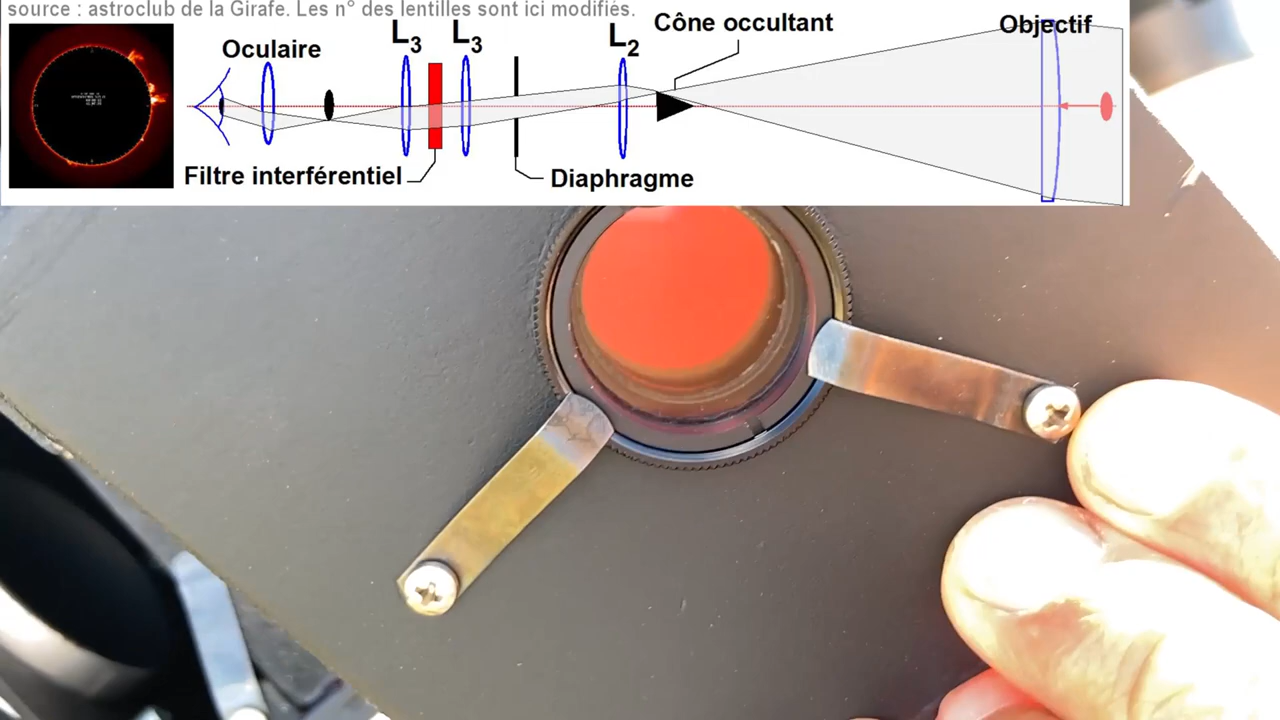 source : astroclub de la Girafe. Les n° des lentilles sont ici modifiés.
Oculaire
L3
L3
L2
Cône occultant
Objectif
Filtre interférentiel
Diaphragme